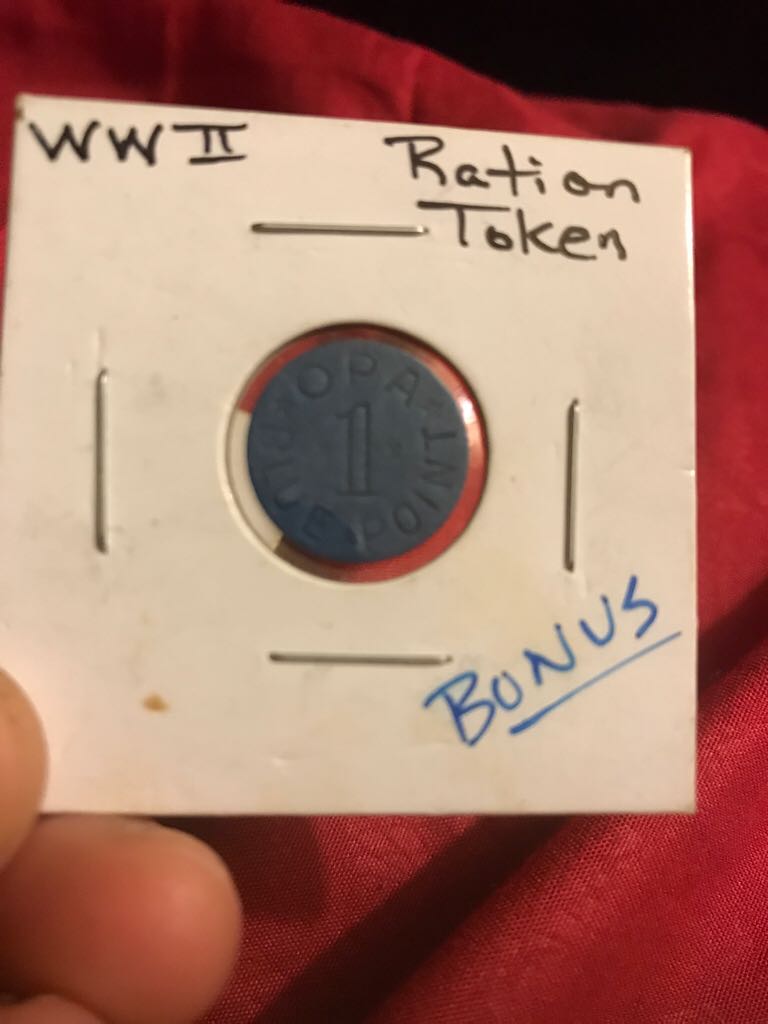 WW II Ration
Token
OPA
1
BLUE POINT
BONUS